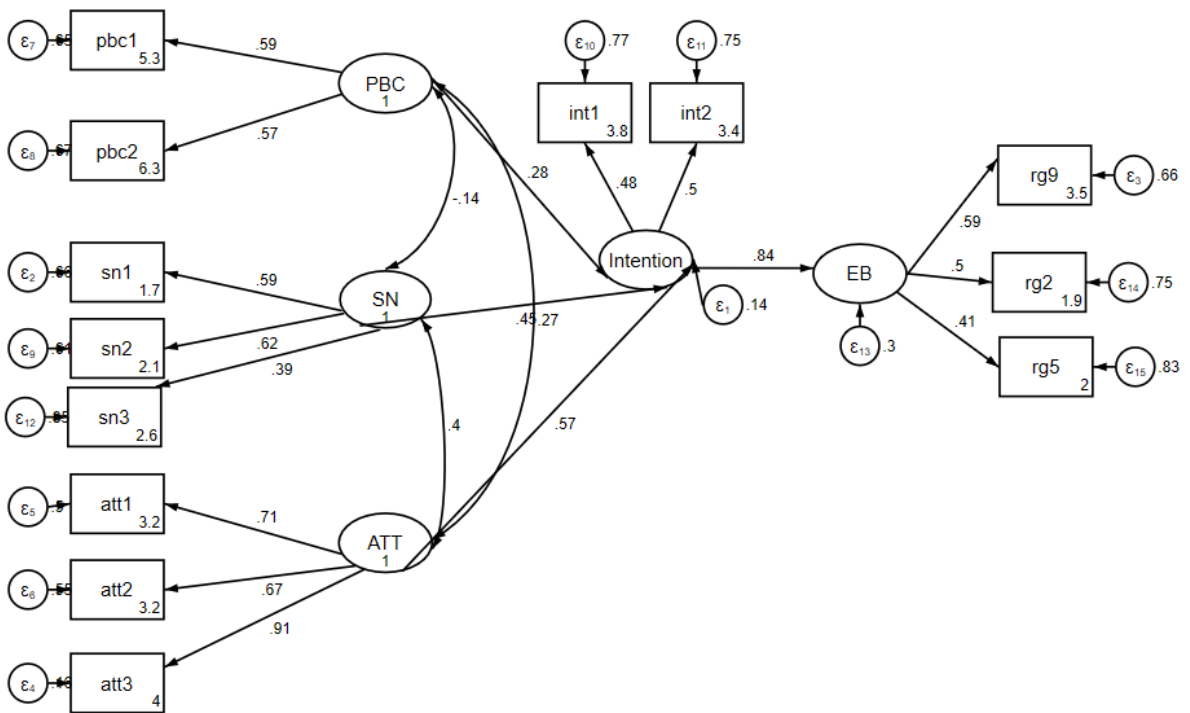 ε₇
pbc1
5.3
.59
PBC
1
ε₈
pbc2
6.3
.57
ε₁₀
.77
int1
3.8
ε₁₁
.75
int2
3.4
.48
.5
.28
-.14
ε₂
sn1
1.7
.59
SN
1
ε₉
sn2
2.1
.62
.39
ε₁₂
sn3
2.6
.45
.27
.4
.57
Intention
ε₁
.14
.84
EB
ε₁₃
.3
.59
rg9
3.5
ε₃
.66
.5
rg2
1.9
ε₁₄
.75
.41
rg5
2
ε₁₅
.83
ε₅
att1
3.2
.71
ATT
1
ε₆
att2
3.2
.67
.91
ε₄
att3
4